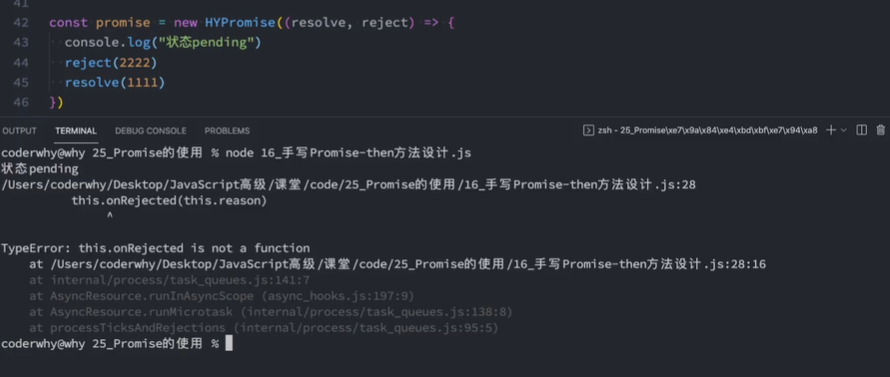 41
42 const promise = new HYPromise((resolve, reject) => {
43 console.log("状态pending")
44 reject(2222)
45 resolve(1111)
46 })
OUTPUT TERMINAL DEBUG CONSOLE PROBLEMS zsh - 25_Promise\xe7\x9a\x84\xe4\xbd\xbf\xe7\x94\xa8
coderwhy@why 25_Promise的使用 % node 16_手写Promise-then方法设计.js
状态pending
/Users/coderwhy/Desktop/JavaScript高级/课堂/code/25_Promise的使用/16_手写Promise-then方法设计.js:28
this.onRejected(this.reason)
^
TypeError: this.onRejected is not a function
at /Users/coderwhy/Desktop/JavaScript高级/课堂/code/25_Promise的使用/16_手写Promise-then方法设计.js:28:16
at internal/process/task_queues.js:141:7
at AsyncResource.runInAsyncScope (async_hooks.js:197:9)
at AsyncResource.runMicrotask (internal/process/task_queues.js:138:8)
at processTicksAndRejections (internal/process/task_queues.js:95:5)
coderwhy@why 25_Promise的使用 %